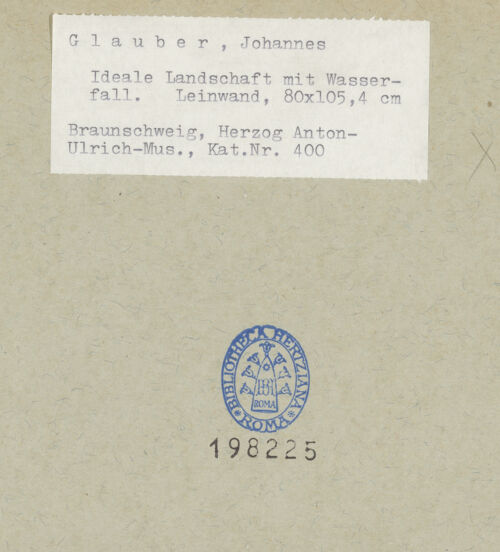 G l a u b e r , Johannes
Ideale Landschaft mit Wasser-
fall. Leinwand, 80x105,4 cm
Braunschweig, Herzog Anton-
Ulrich-Mus., Kat.Nr. 400
BIBLIOTHECA HERTZIANA
ROMA
ROMA
198225